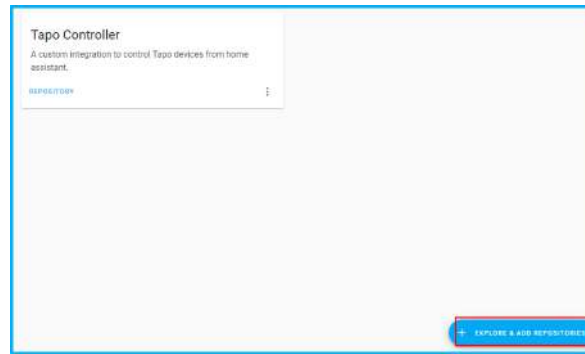 Tapo Controller
A custom integration to control Tapo devices from home
assistant.
REPOSITORY
+ EXPLORE & ADD REPOSITORIES